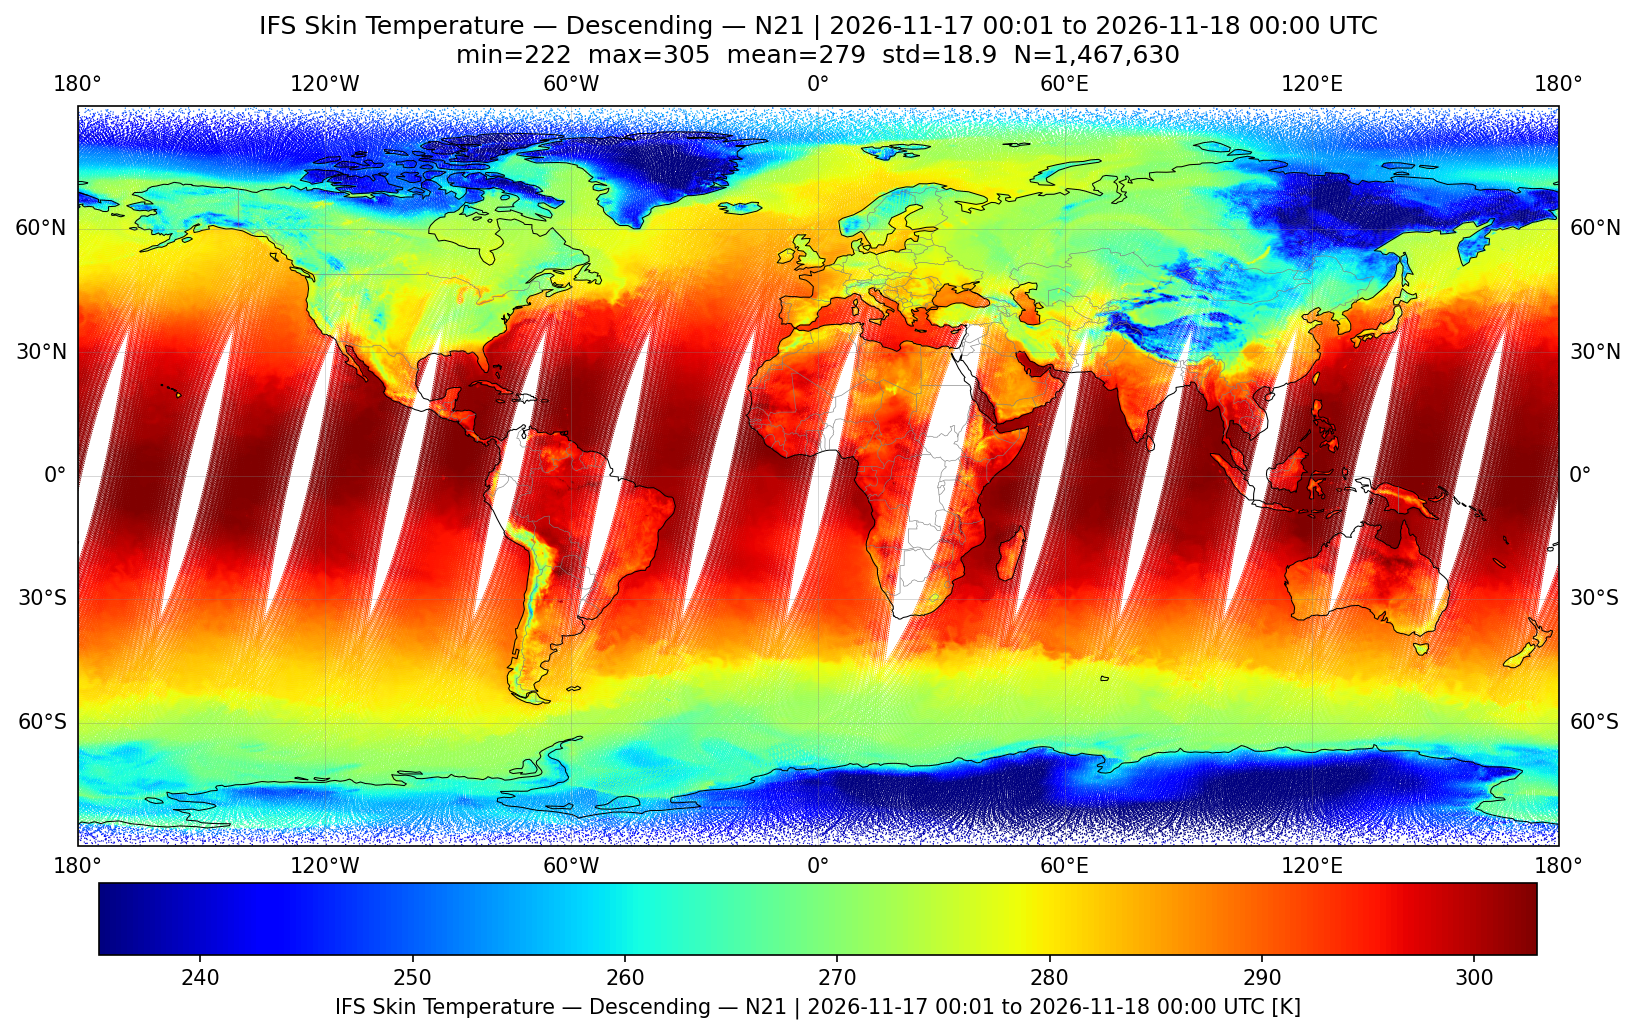 IFS Skin Temperature — Descending — N21 | 2026-11-17 00:01 to 2026-11-18 00:00 UTC
min=222  max=305  mean=279  std=18.9  N=1,467,630
180° 120°W 60°W 0° 60°E 120°E 180°
60°N 60°N
30°N 30°N
0° 0°
30°S 30°S
60°S 60°S
180° 120°W 60°W 0° 60°E 120°E 180°
240 250 260 270 280 290 300
IFS Skin Temperature — Descending — N21 | 2026-11-17 00:01 to 2026-11-18 00:00 UTC [K]